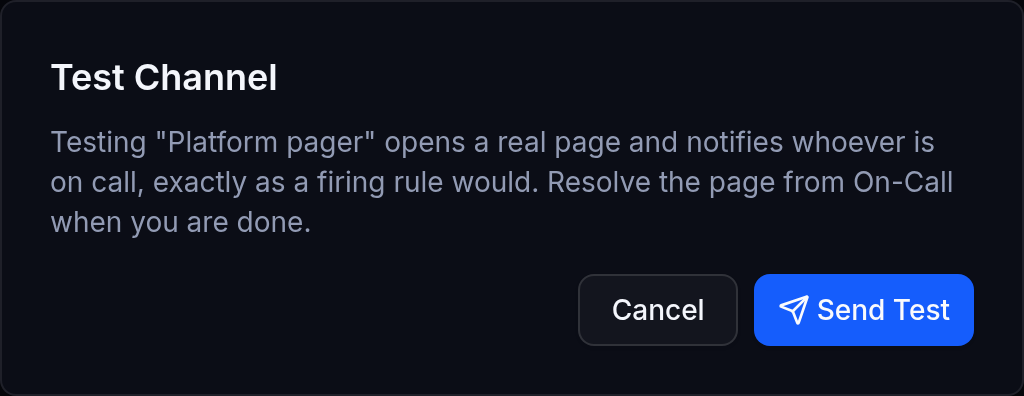 Test Channel
Testing "Platform pager" opens a real page and notifies whoever is
on call, exactly as a firing rule would. Resolve the page from On-Call
when you are done.
Cancel
Send Test